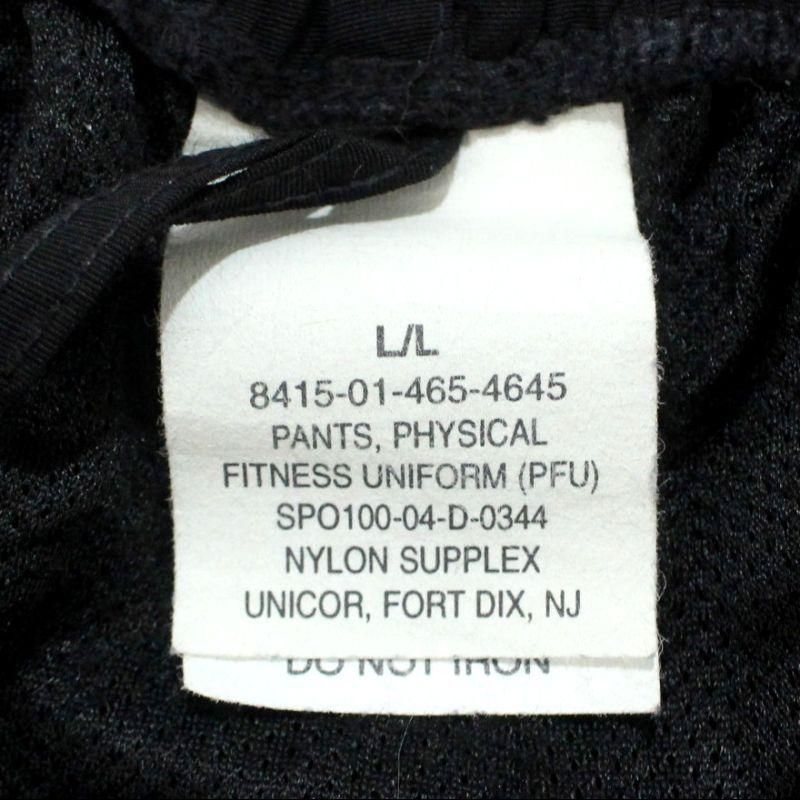 L/L
8415-01-465-4645
PANTS, PHYSICAL
FITNESS UNIFORM (PFU)
SPO100-04-D-0344
NYLON SUPPLEX
UNICOR, FORT DIX, NJ
DO NOT IRON